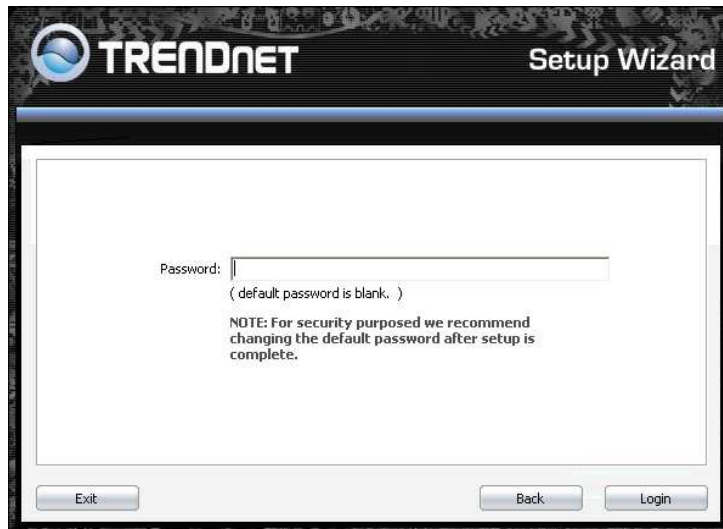 TRENDNET
Setup Wizard
Password:
( default password is blank. )
NOTE: For security purposed we recommend
changing the default password after setup is
complete.
Exit
Back
Login